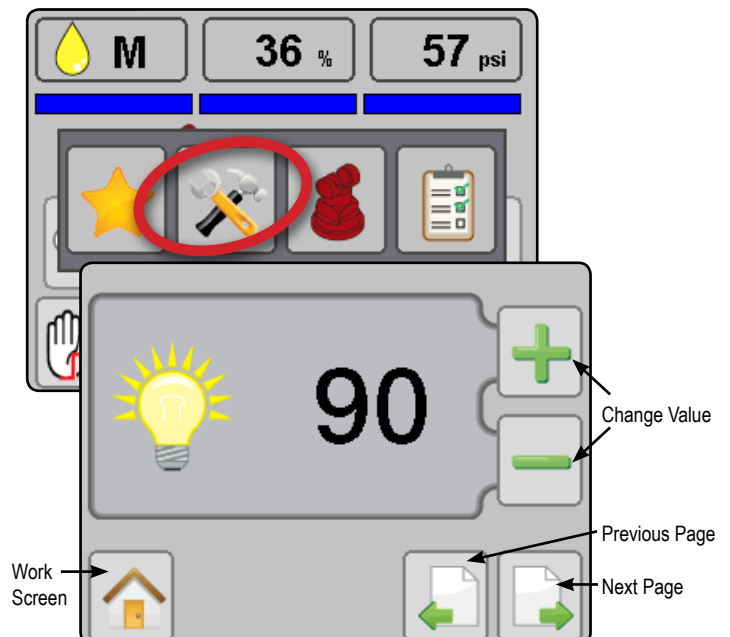 M
36 %
57 psi
90
Change Value
Previous Page
Work
Screen
Next Page